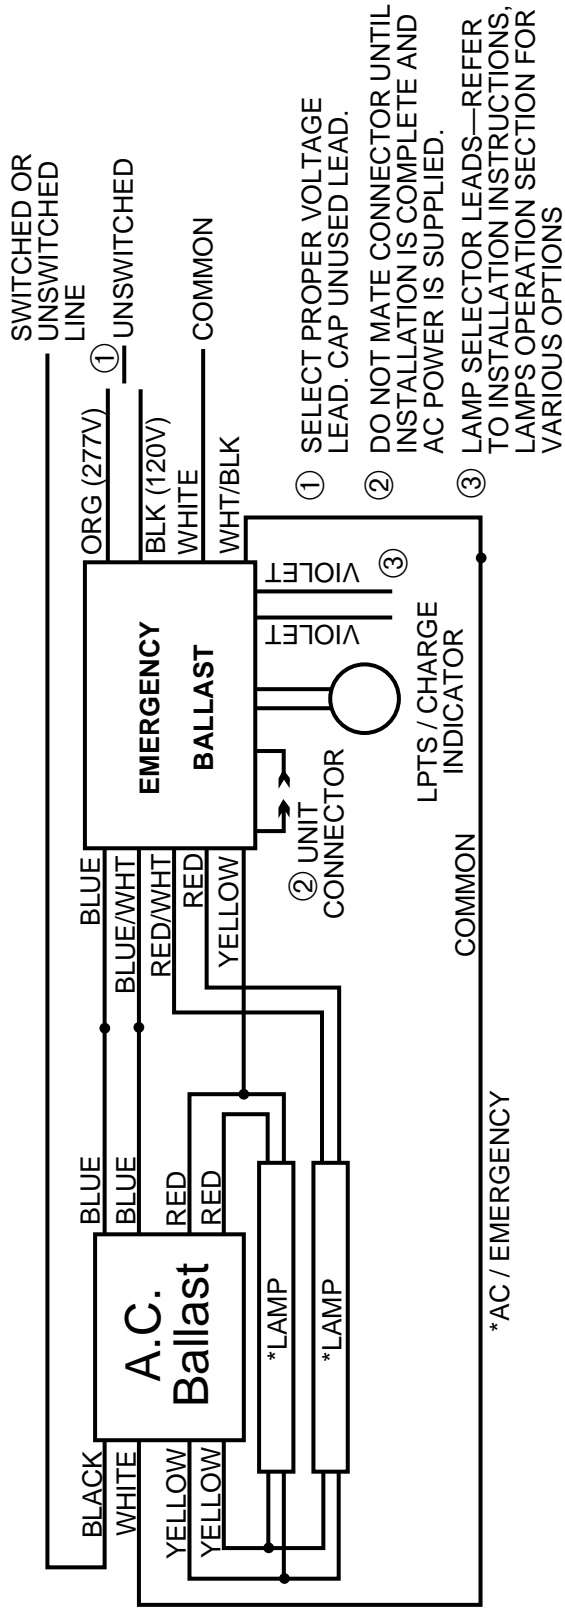 SWITCHED OR
UNSWITCHED
LINE
① UNSWITCHED
COMMON
ORG (277V)
BLK (120V)
WHITE
WHT/BLK
EMERGENCY
BALLAST
VIOLET
VIOLET
③
LPTS / CHARGE
INDICATOR
② UNIT
CONNECTOR
BLUE
BLUE/WHT
RED/WHT
RED
YELLOW
BLUE
BLUE
RED
RED
A.C.
Ballast
BLACK
WHITE
YELLOW
YELLOW
*LAMP
*LAMP
COMMON
*AC / EMERGENCY
① SELECT PROPER VOLTAGE
LEAD. CAP UNUSED LEAD.
② DO NOT MATE CONNECTOR UNTIL
INSTALLATION IS COMPLETE AND
AC POWER IS SUPPLIED.
③ LAMP SELECTOR LEADS—REFER
TO INSTALLATION INSTRUCTIONS,
LAMPS OPERATION SECTION FOR
VARIOUS OPTIONS